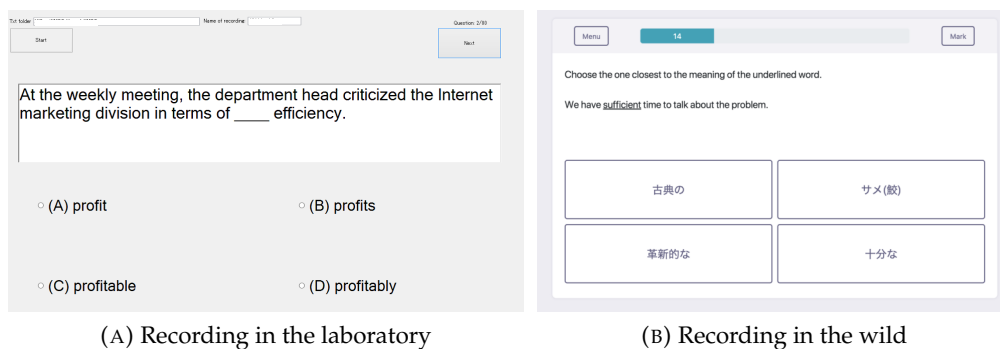 Txt folder
Name of recording
Question: 2/80
Start
Next
At the weekly meeting, the department head criticized the Internet
marketing division in terms of ____ efficiency.
(A) profit
(B) profits
(C) profitable
(D) profitably
(A) Recording in the laboratory
Menu
14
Mark
Choose the one closest to the meaning of the underlined word.
We have sufficient time to talk about the problem.
古典の
サメ(鮫)
革新的な
十分な
(B) Recording in the wild